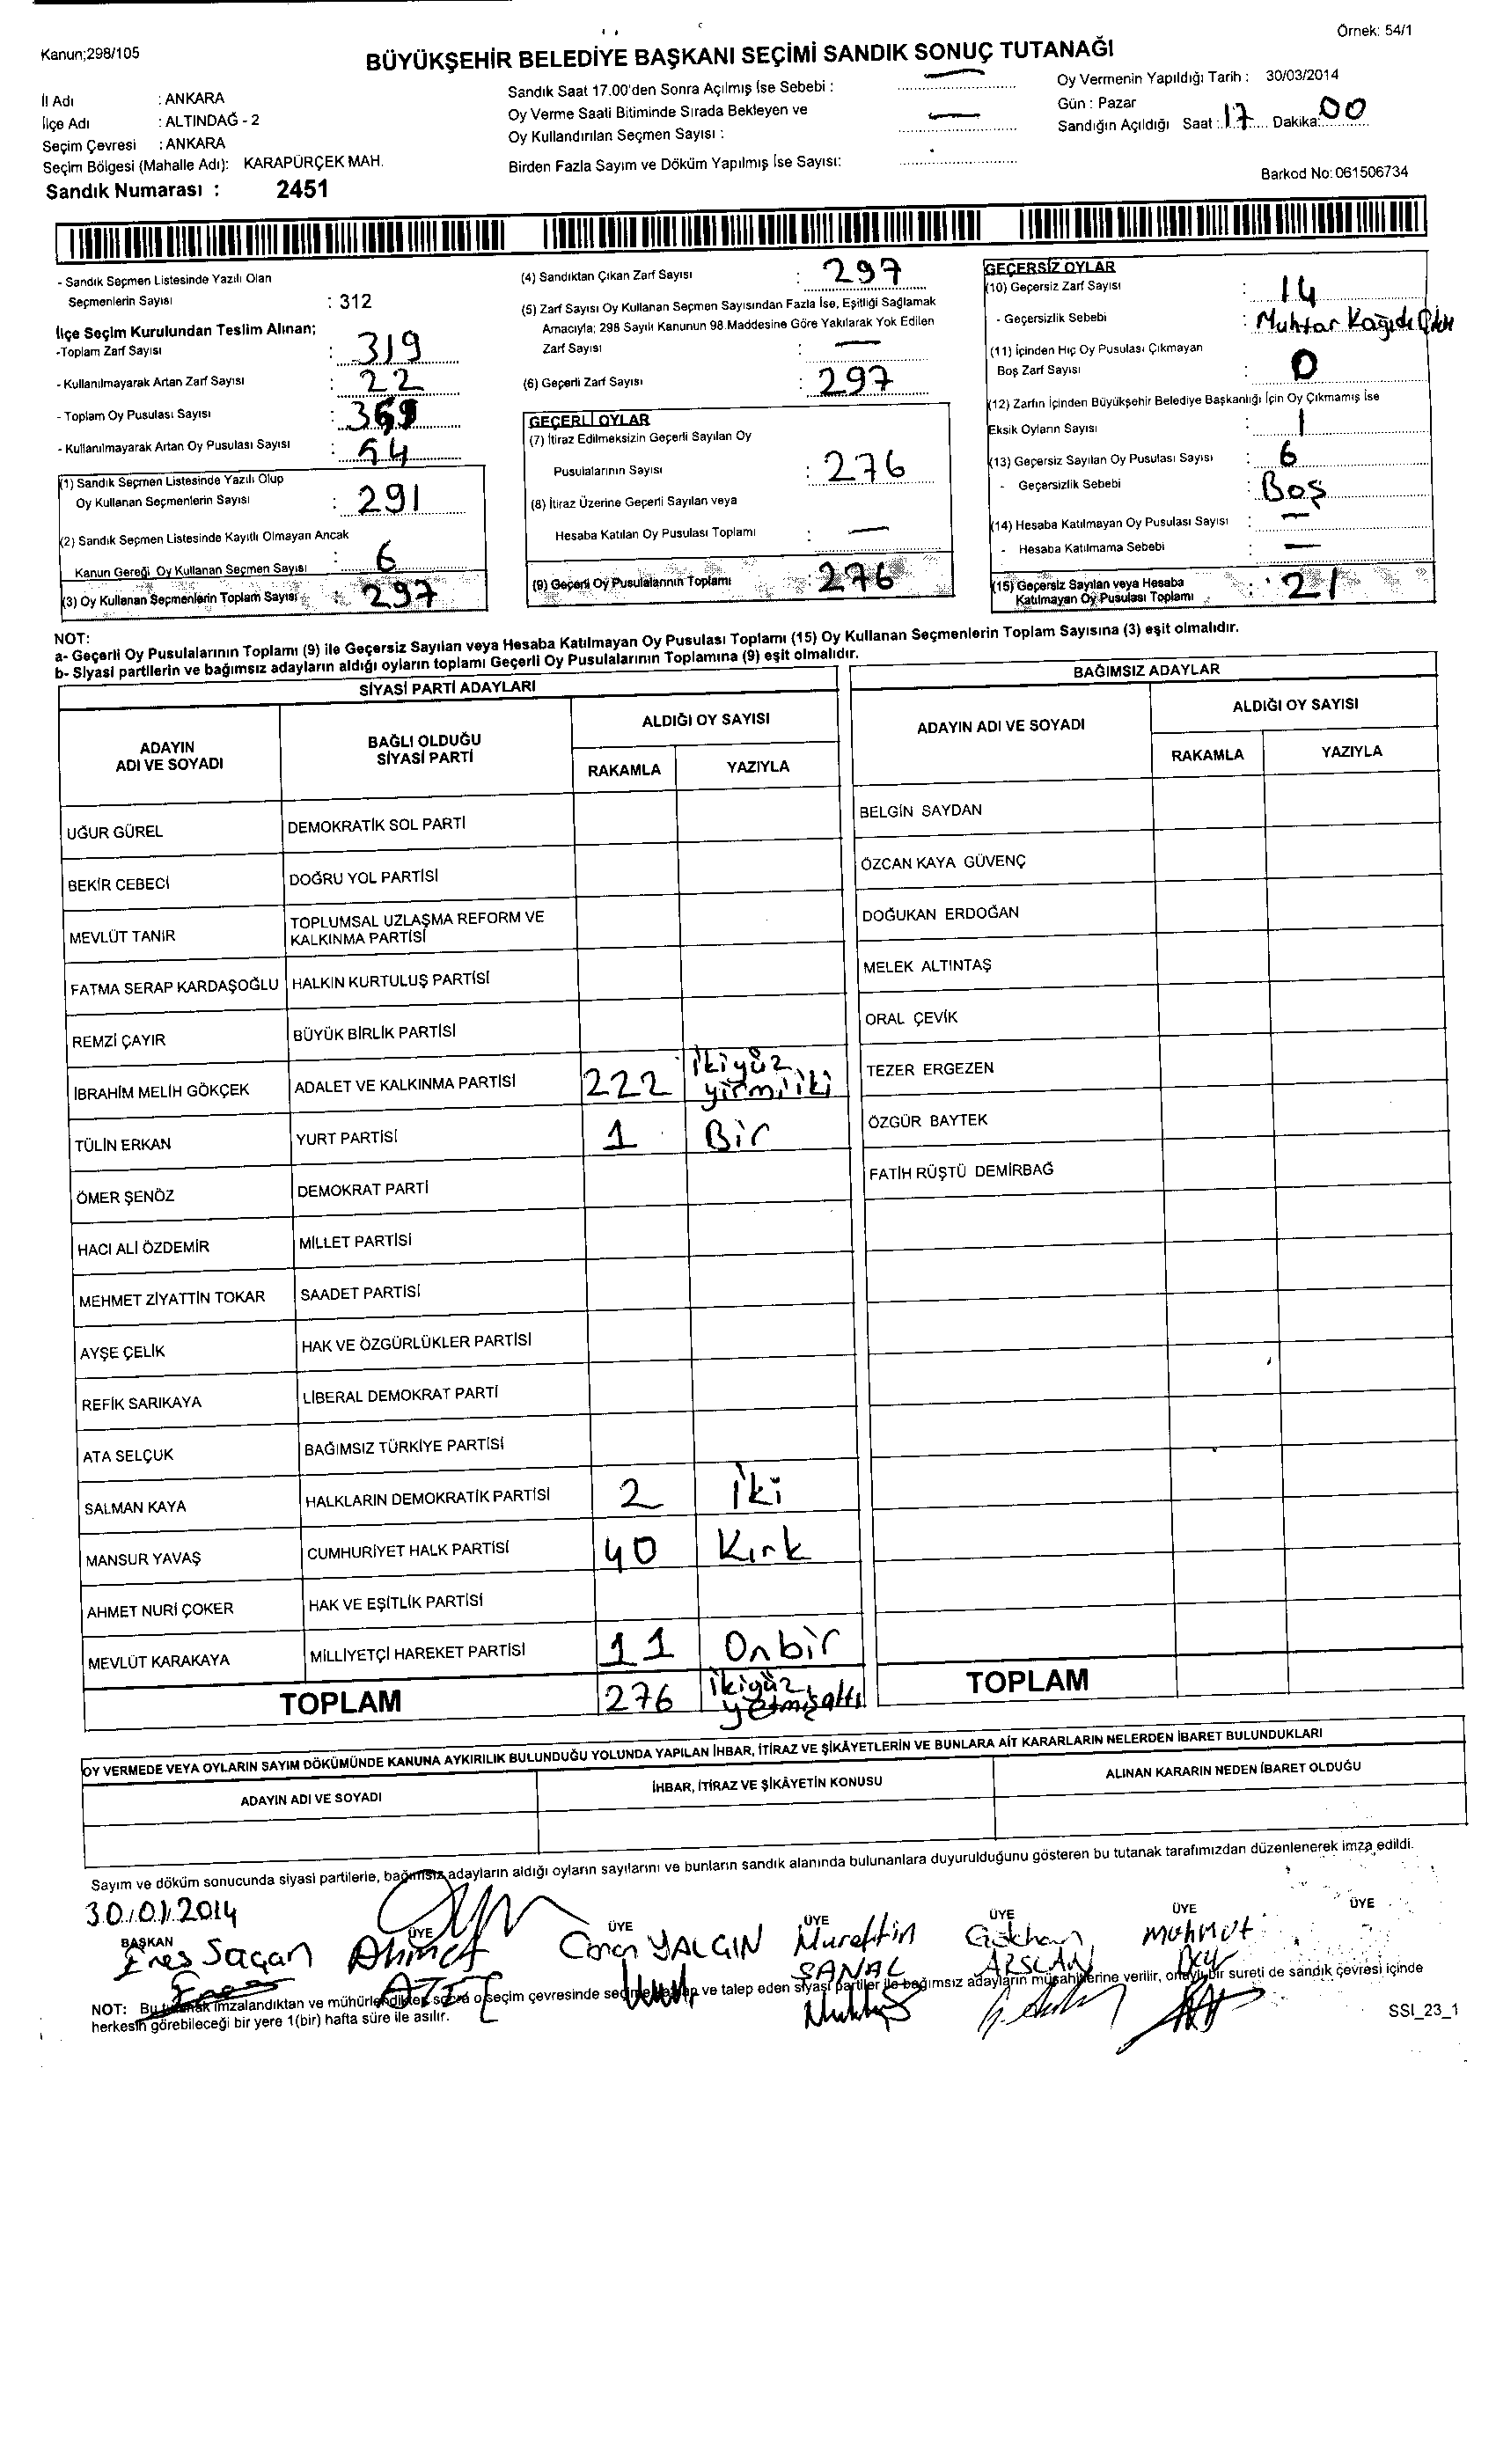 Örnek: 54/1
Kanun;298/105
BÜYÜKŞEHİR BELEDİYE BAŞKANI SEÇİMİ SANDIK SONUÇ TUTANAĞI
İl Adı : ANKARA
İlçe Adı : ALTINDAĞ - 2
Seçim Çevresi : ANKARA
Seçim Bölgesi (Mahalle Adı): KARAPÜRÇEK MAH.
Sandık Numarası : 2451
Sandık Saat 17.00'den Sonra Açılmış İse Sebebi : —
Oy Verme Saati Bitiminde Sırada Bekleyen ve
Oy Kullandırılan Seçmen Sayısı : —
Birden Fazla Sayım ve Döküm Yapılmış İse Sayısı:
Oy Vermenin Yapıldığı Tarih : 30/03/2014
Gün : Pazar
Sandığın Açıldığı Saat : 17 Dakika: 00
Barkod No: 061506734
- Sandık Seçmen Listesinde Yazılı Olan
Seçmenlerin Sayısı : 312
İlçe Seçim Kurulundan Teslim Alınan;
-Toplam Zarf Sayısı : 319
- Kullanılmayarak Artan Zarf Sayısı : 22
- Toplam Oy Pusulası Sayısı :
- Kullanılmayarak Artan Oy Pusulası Sayısı : 54
(1) Sandık Seçmen Listesinde Yazılı Olup
Oy Kullanan Seçmenlerin Sayısı : 291
(2) Sandık Seçmen Listesinde Kayıtlı Olmayan Ancak
Kanun Gereği Oy Kullanan Seçmen Sayısı : 6
(3) Oy Kullanan Seçmenlerin Toplam Sayısı : 297
(4) Sandıktan Çıkan Zarf Sayısı : 297
(5) Zarf Sayısı Oy Kullanan Seçmen Sayısından Fazla İse, Eşitliği Sağlamak
Amacıyla; 298 Sayılı Kanunun 98.Maddesine Göre Yakılarak Yok Edilen
Zarf Sayısı : —
(6) Geçerli Zarf Sayısı : 297
GEÇERLİ OYLAR
(7) İtiraz Edilmeksizin Geçerli Sayılan Oy
Pusulalarının Sayısı : 276
(8) İtiraz Üzerine Geçerli Sayılan veya
Hesaba Katılan Oy Pusulası Toplamı : —
(9) Geçerli Oy Pusulalarının Toplamı : 276
GEÇERSİZ OYLAR
(10) Geçersiz Zarf Sayısı : 14
- Geçersizlik Sebebi : Muhtar Kağıdı
(11) İçinden Hiç Oy Pusulası Çıkmayan
Boş Zarf Sayısı : 0
(12) Zarfın İçinden Büyükşehir Belediye Başkanlığı İçin Oy Çıkmamış İse
Eksik Oyların Sayısı : 1
(13) Geçersiz Sayılan Oy Pusulası Sayısı : 6
- Geçersizlik Sebebi : Boş
(14) Hesaba Katılmayan Oy Pusulası Sayısı : —
- Hesaba Katılmama Sebebi : —
(15) Geçersiz Sayılan veya Hesaba
Katılmayan Oy Pusulası Toplamı : 21
NOT:
a- Geçerli Oy Pusulalarının Toplamı (9) ile Geçersiz Sayılan veya Hesaba Katılmayan Oy Pusulası Toplamı (15) Oy Kullanan Seçmenlerin Toplam Sayısına (3) eşit olmalıdır.
b- Siyasi partilerin ve bağımsız adayların aldığı oyların toplamı Geçerli Oy Pusulalarının Toplamına (9) eşit olmalıdır.
SİYASİ PARTİ ADAYLARI
ADAYIN ADI VE SOYADI BAĞLI OLDUĞU SİYASİ PARTİ ALDIĞI OY SAYISI
RAKAMLA YAZIYLA
UĞUR GÜREL DEMOKRATİK SOL PARTİ
BEKİR CEBECİ DOĞRU YOL PARTİSİ
MEVLÜT TANIR TOPLUMSAL UZLAŞMA REFORM VE KALKINMA PARTİSİ
FATMA SERAP KARDAŞOĞLU HALKIN KURTULUŞ PARTİSİ
REMZİ ÇAYIR BÜYÜK BİRLİK PARTİSİ
İBRAHİM MELİH GÖKÇEK ADALET VE KALKINMA PARTİSİ 222 İkiyüz yirmiiki
TÜLİN ERKAN YURT PARTİSİ 1 Bir
ÖMER ŞENÖZ DEMOKRAT PARTİ
HACI ALİ ÖZDEMİR MİLLET PARTİSİ
MEHMET ZİYATTİN TOKAR SAADET PARTİSİ
AYŞE ÇELİK HAK VE ÖZGÜRLÜKLER PARTİSİ
REFİK SARIKAYA LİBERAL DEMOKRAT PARTİ
ATA SELÇUK BAĞIMSIZ TÜRKİYE PARTİSİ
SALMAN KAYA HALKLARIN DEMOKRATİK PARTİSİ 2 İki
MANSUR YAVAŞ CUMHURİYET HALK PARTİSİ 40 Kırk
AHMET NURİ ÇOKER HAK VE EŞİTLİK PARTİSİ
MEVLÜT KARAKAYA MİLLİYETÇİ HAREKET PARTİSİ 11 Onbir
TOPLAM 276 İkiyüz yetmişaltı
BAĞIMSIZ ADAYLAR
ADAYIN ADI VE SOYADI ALDIĞI OY SAYISI
RAKAMLA YAZIYLA
BELGİN SAYDAN
ÖZCAN KAYA GÜVENÇ
DOĞUKAN ERDOĞAN
MELEK ALTINTAŞ
ORAL ÇEVİK
TEZER ERGEZEN
ÖZGÜR BAYTEK
FATİH RÜŞTÜ DEMİRBAĞ
TOPLAM
OY VERMEDE VEYA OYLARIN SAYIM DÖKÜMÜNDE KANUNA AYKIRILIK BULUNDUĞU YOLUNDA YAPILAN İHBAR, İTİRAZ VE ŞİKÂYETLERİN VE BUNLARA AİT KARARLARIN NELERDEN İBARET BULUNDUKLARI
ADAYIN ADI VE SOYADI İHBAR, İTİRAZ VE ŞİKÂYETİN KONUSU ALINAN KARARIN NEDEN İBARET OLDUĞU
Sayım ve döküm sonucunda siyasi partilerle, bağımsız adayların aldığı oyların sayılarını ve bunların sandık alanında bulunanlara duyurulduğunu gösteren bu tutanak tarafımızdan düzenlenerek imza edildi.
30/01/2014
BAŞKAN ÜYE ÜYE ÜYE ÜYE ÜYE ÜYE
Enes Saçan Ahmet YALGIN Nurettin Gökhan Mahmut
SANAL ARSLAN
NOT: Bu tutanak imzalandıktan ve mühürlendikten sonra o seçim çevresinde seçime ve talep eden siyasi partiler ile bağımsız adayların müşahitlerine verilir, onaylı bir sureti de sandık çevresi içinde
herkesin görebileceği bir yere 1(bir) hafta süre ile asılır.
SSI_23_1